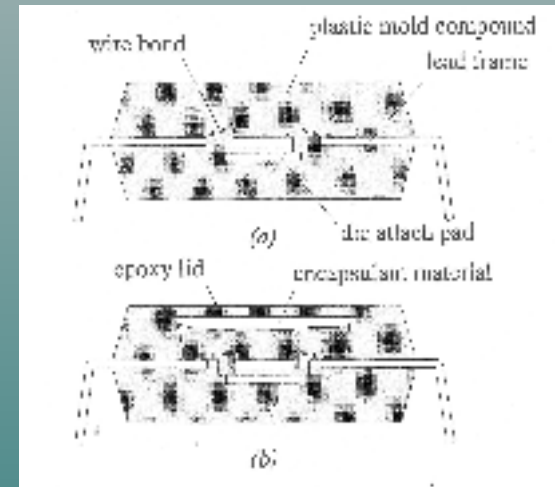 plastic mold compound
wire bond
lead frame
(a)
die attach pad
epoxy lid
encapsulant material
(b)